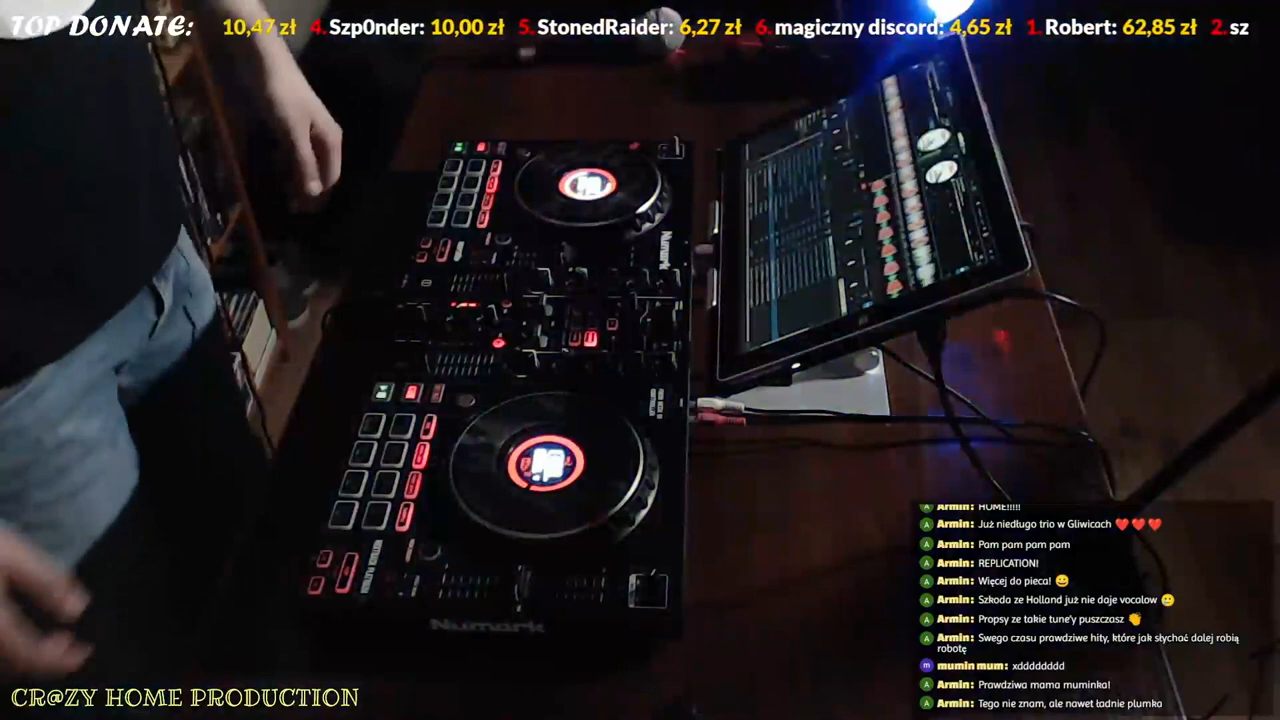 TOP DONATE: 10,47 zł 4. Szp0nder: 10,00 zł 5. StonedRaider: 6,27 zł 6. magiczny discord: 4,65 zł 1. Robert: 62,85 zł 2. sz
Numark
Numark
A Armin: HOME!!!!!
A Armin: Już niedługo trio w Gliwicach ❤️❤️❤️
A Armin: Pam pam pam pam
A Armin: REPLICATION!
A Armin: Więcej do pieca! 😄
A Armin: Szkoda ze Holland już nie daje vocalow 🥲
A Armin: Propsy ze takie tune'y puszczasz 👏
A Armin: Swego czasu prawdziwe hity, które jak słychać dalej robią
robotę
m mumin mum: xdddddddd
A Armin: Prawdziwa mama muminka!
A Armin: Tego nie znam, ale nawet ładnie plumka
CR@ZY HOME PRODUCTION